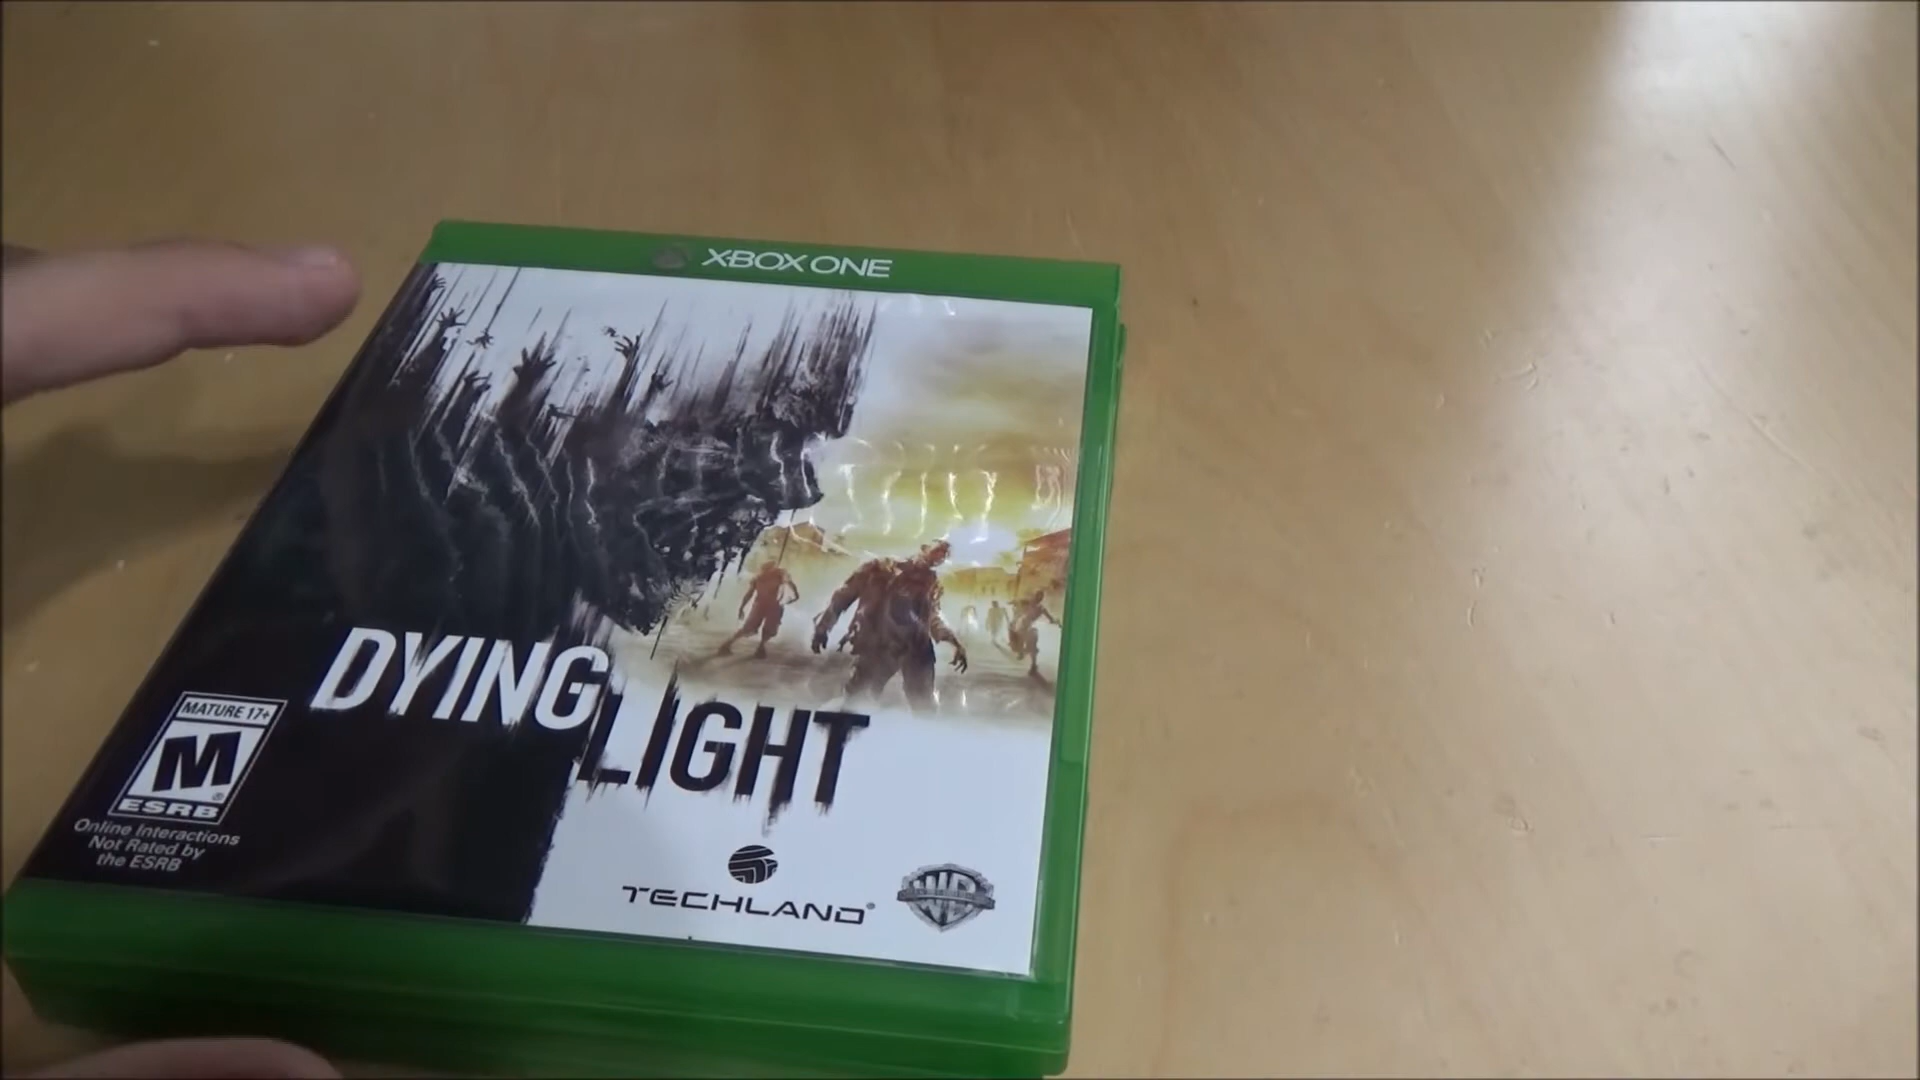 XBOX ONE
DYING
LIGHT
MATURE 17+
M
ESRB
Online Interactions
Not Rated by
the ESRB
TECHLAND
WB